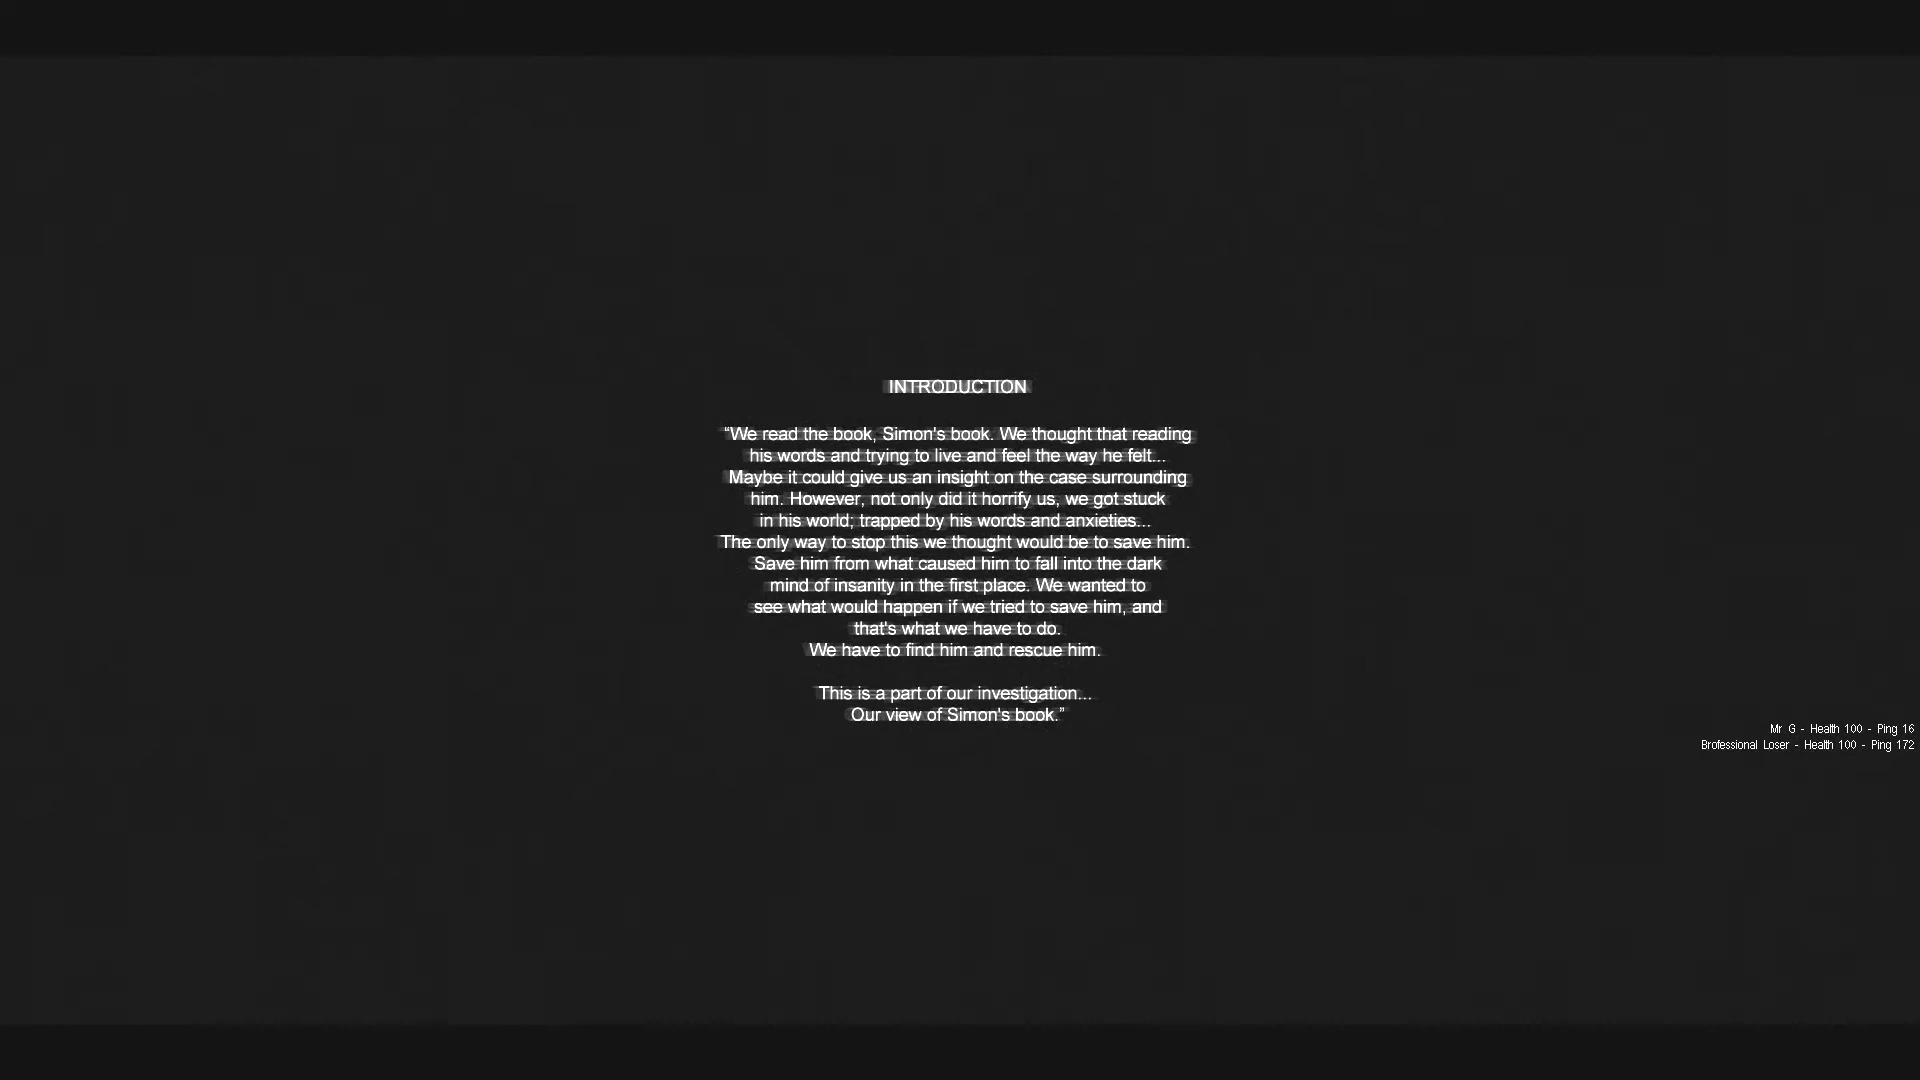 INTRODUCTION
“We read the book, Simon's book. We thought that reading
his words and trying to live and feel the way he felt...
Maybe it could give us an insight on the case surrounding
him. However, not only did it horrify us, we got stuck
in his world; trapped by his words and anxieties...
The only way to stop this we thought would be to save him.
Save him from what caused him to fall into the dark
mind of insanity in the first place. We wanted to
see what would happen if we tried to save him, and
that's what we have to do.
We have to find him and rescue him.
This is a part of our investigation...
Our view of Simon's book.”
Mr G - Health 100 - Ping 16
Brofessional Loser - Health 100 - Ping 172